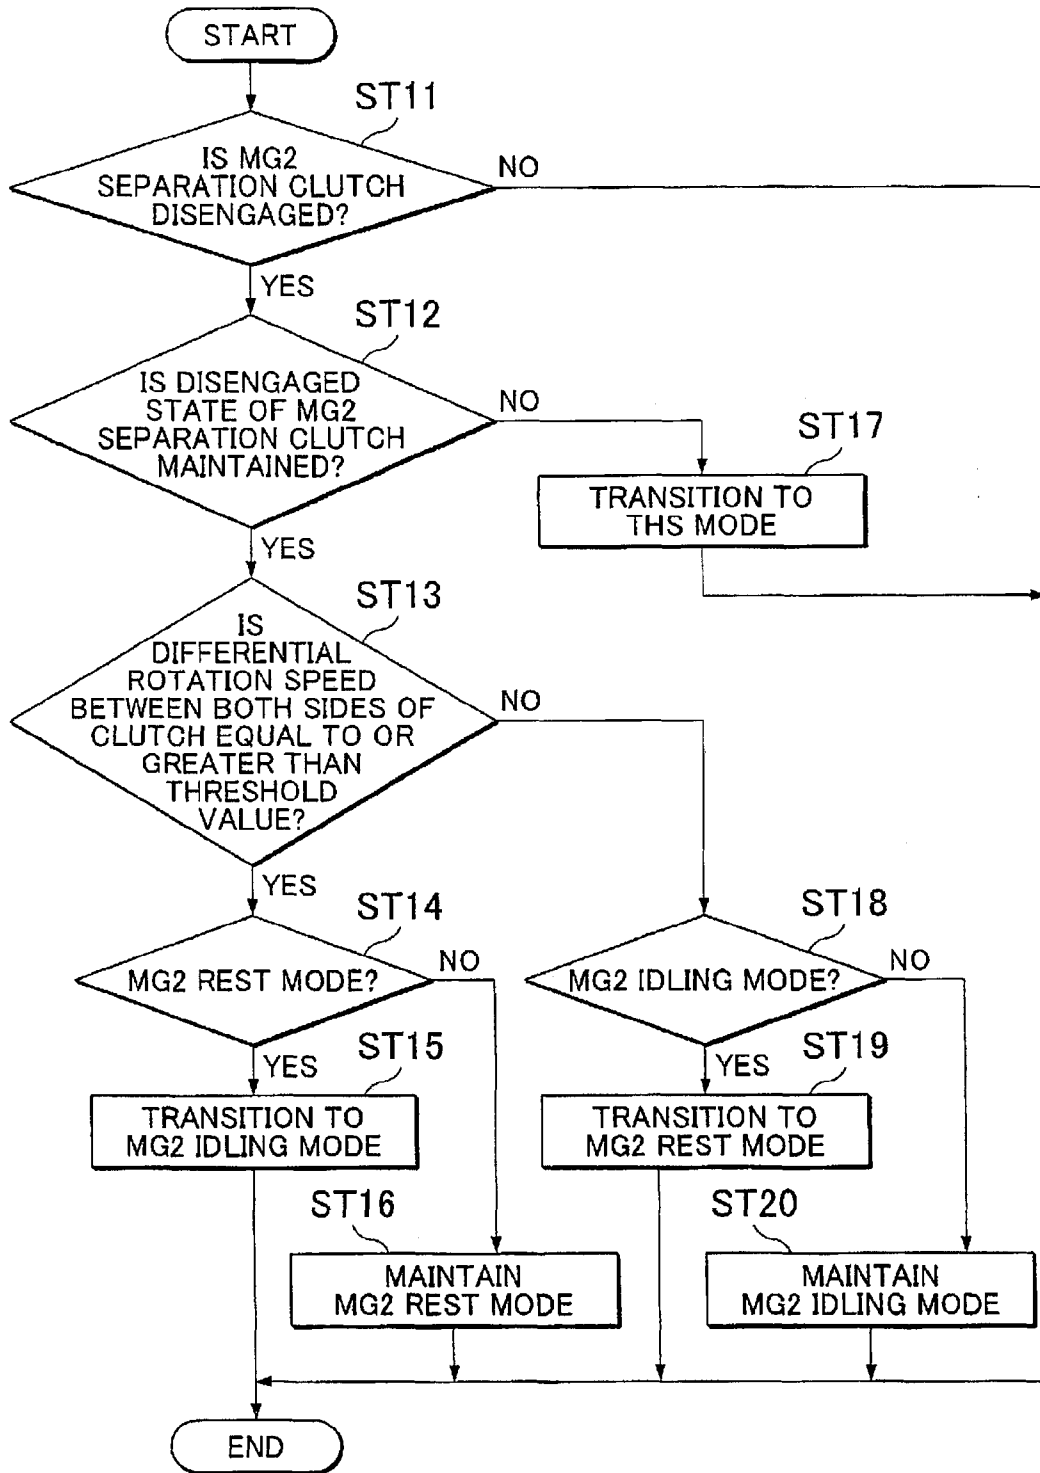 START
ST11
IS MG2
SEPARATION CLUTCH
DISENGAGED?
NO
YES
ST12
IS DISENGAGED
STATE OF MG2
SEPARATION CLUTCH
MAINTAINED?
NO
ST17
TRANSITION TO
THS MODE
YES
ST13
IS
DIFFERENTIAL
ROTATION SPEED
BETWEEN BOTH SIDES OF
CLUTCH EQUAL TO OR
GREATER THAN
THRESHOLD
VALUE?
NO
YES
ST14
MG2 REST MODE?
NO
ST18
MG2 IDLING MODE?
NO
YES
ST15
TRANSITION TO
MG2 IDLING MODE
YES
ST19
TRANSITION TO
MG2 REST MODE
ST16
MAINTAIN
MG2 REST MODE
ST20
MAINTAIN
MG2 IDLING MODE
END